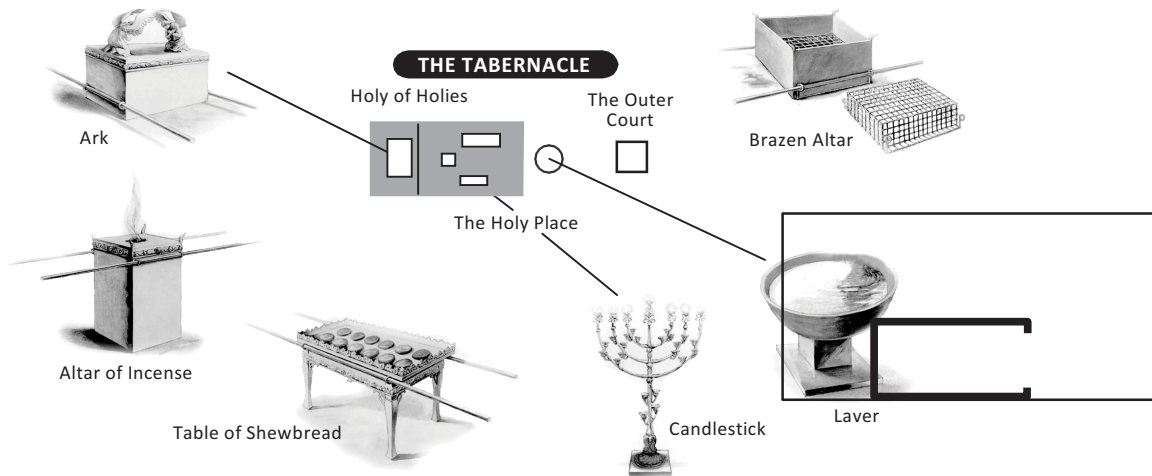 THE TABERNACLE
Holy of Holies
The Outer
Court
Ark
Brazen Altar
The Holy Place
Altar of Incense
Table of Shewbread
Candlestick
Laver